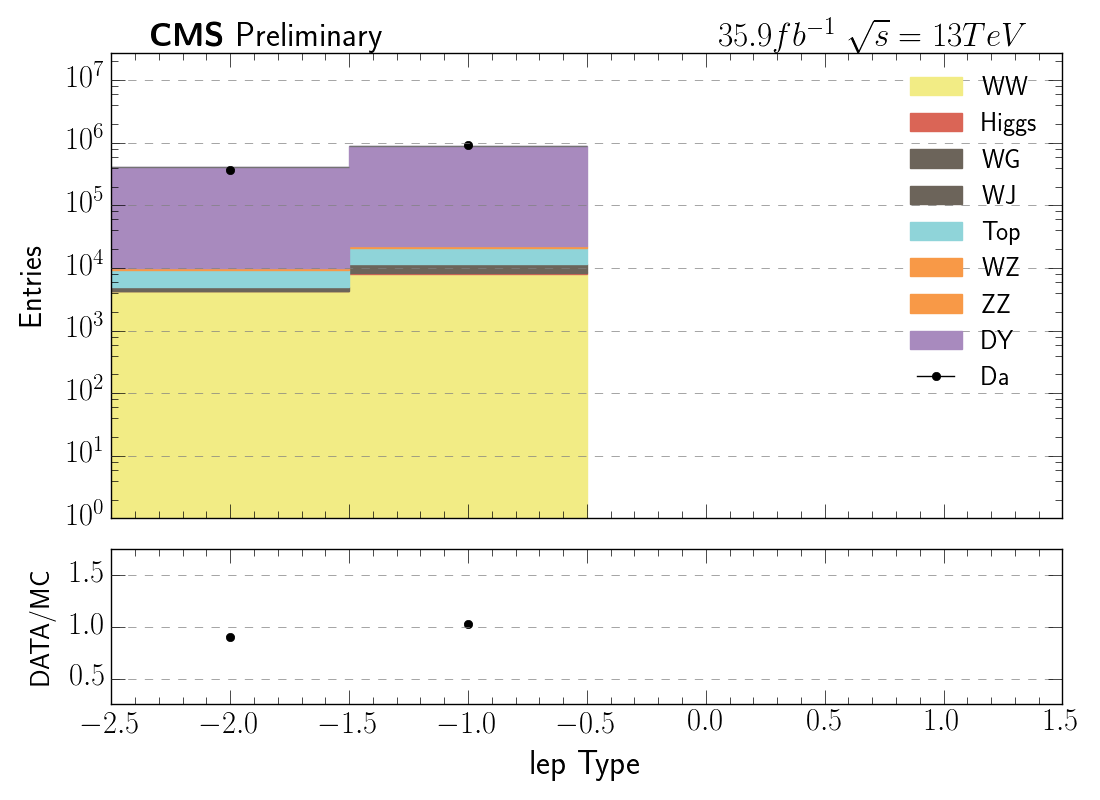 CMS Preliminary
35.9fb⁻¹ √s = 13TeV
10⁷
10⁶
10⁵
10⁴
10³
10²
10¹
10⁰
Entries
WW
Higgs
WG
WJ
Top
WZ
ZZ
DY
Da
1.5
1.0
0.5
DATA/MC
−2.5 −2.0 −1.5 −1.0 −0.5 0.0 0.5 1.0 1.5
lep Type